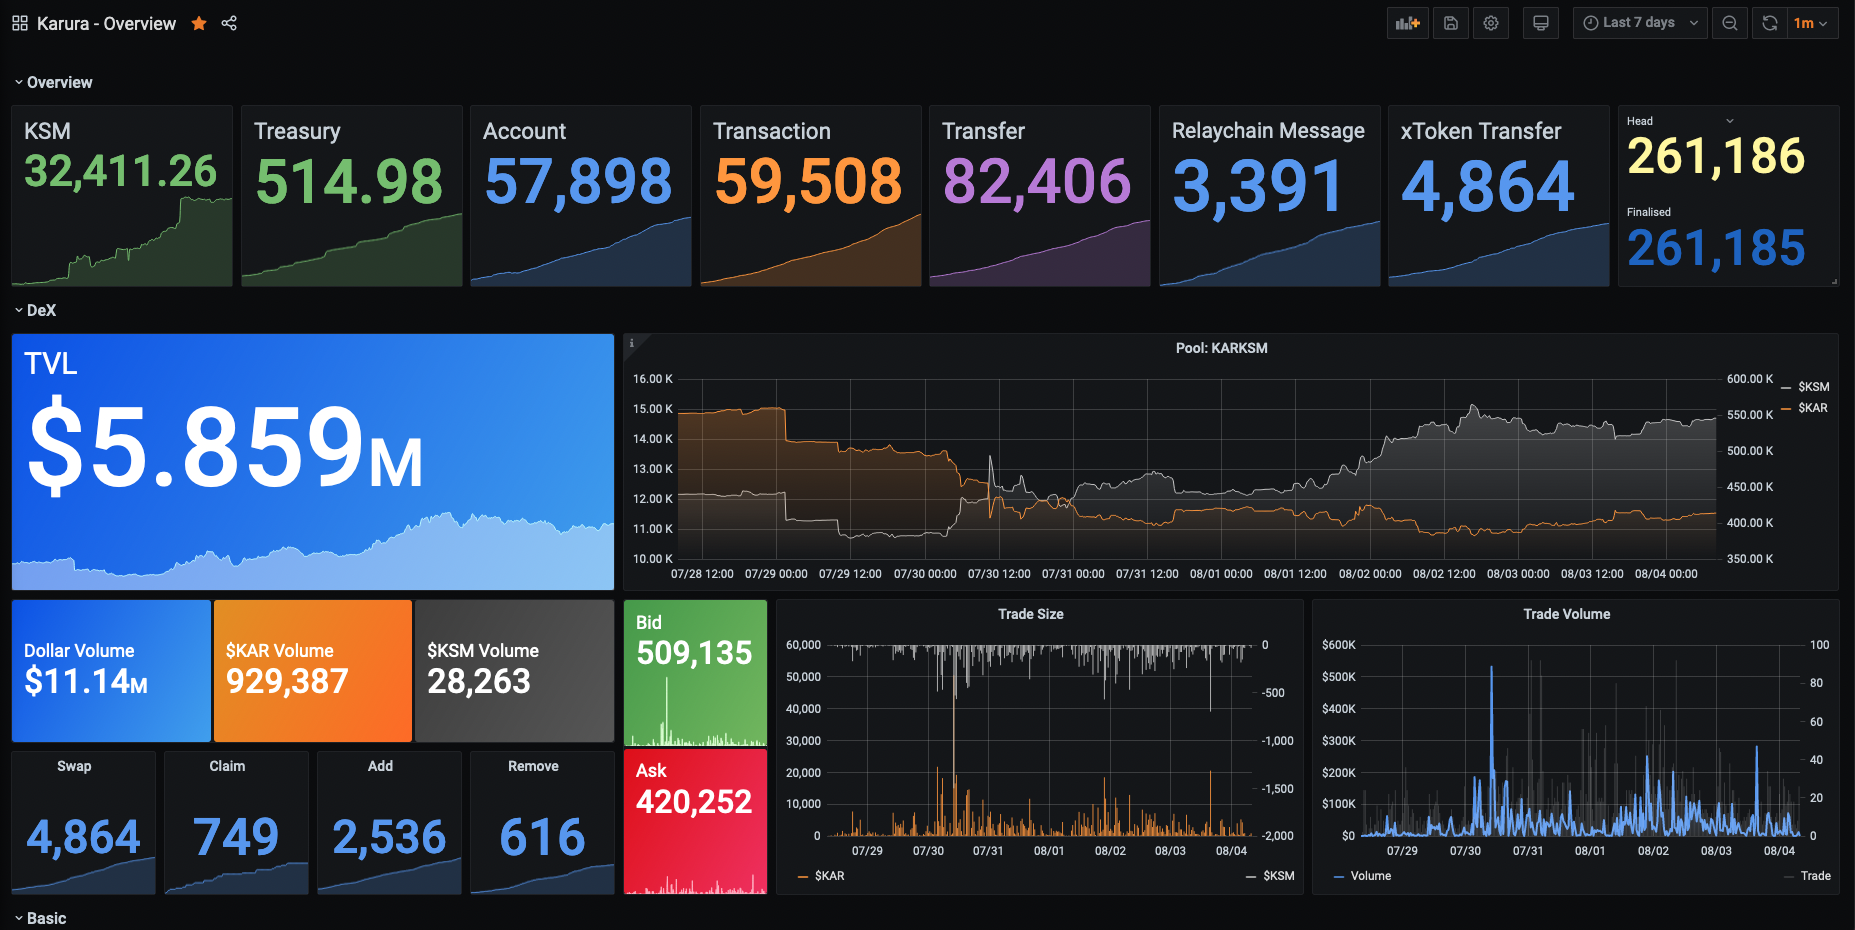 Karura - Overview
Last 7 days
1m
Overview
KSM
32,411.26
Treasury
514.98
Account
57,898
Transaction
59,508
Transfer
82,406
Relaychain Message
3,391
xToken Transfer
4,864
Head
261,186
Finalised
261,185
DeX
TVL
$5.859M
i
Pool: KARKSM
16.00 K
15.00 K
14.00 K
13.00 K
12.00 K
11.00 K
10.00 K
600.00 K
550.00 K
500.00 K
450.00 K
400.00 K
350.00 K
$KSM
$KAR
07/28 12:00 07/29 00:00 07/29 12:00 07/30 00:00 07/30 12:00 07/31 00:00 07/31 12:00 08/01 00:00 08/01 12:00 08/02 00:00 08/02 12:00 08/03 00:00 08/03 12:00 08/04 00:00
Dollar Volume
$11.14M
$KAR Volume
929,387
$KSM Volume
28,263
Swap
4,864
Claim
749
Add
2,536
Remove
616
Bid
509,135
Ask
420,252
Trade Size
60,000
50,000
40,000
30,000
20,000
10,000
0
0
-500
-1,000
-1,500
-2,000
07/29 07/30 07/31 08/01 08/02 08/03 08/04
$KAR
$KSM
Trade Volume
$600K
$500K
$400K
$300K
$200K
$100K
$0
100
80
60
40
20
0
07/29 07/30 07/31 08/01 08/02 08/03 08/04
Volume
Trade
Basic